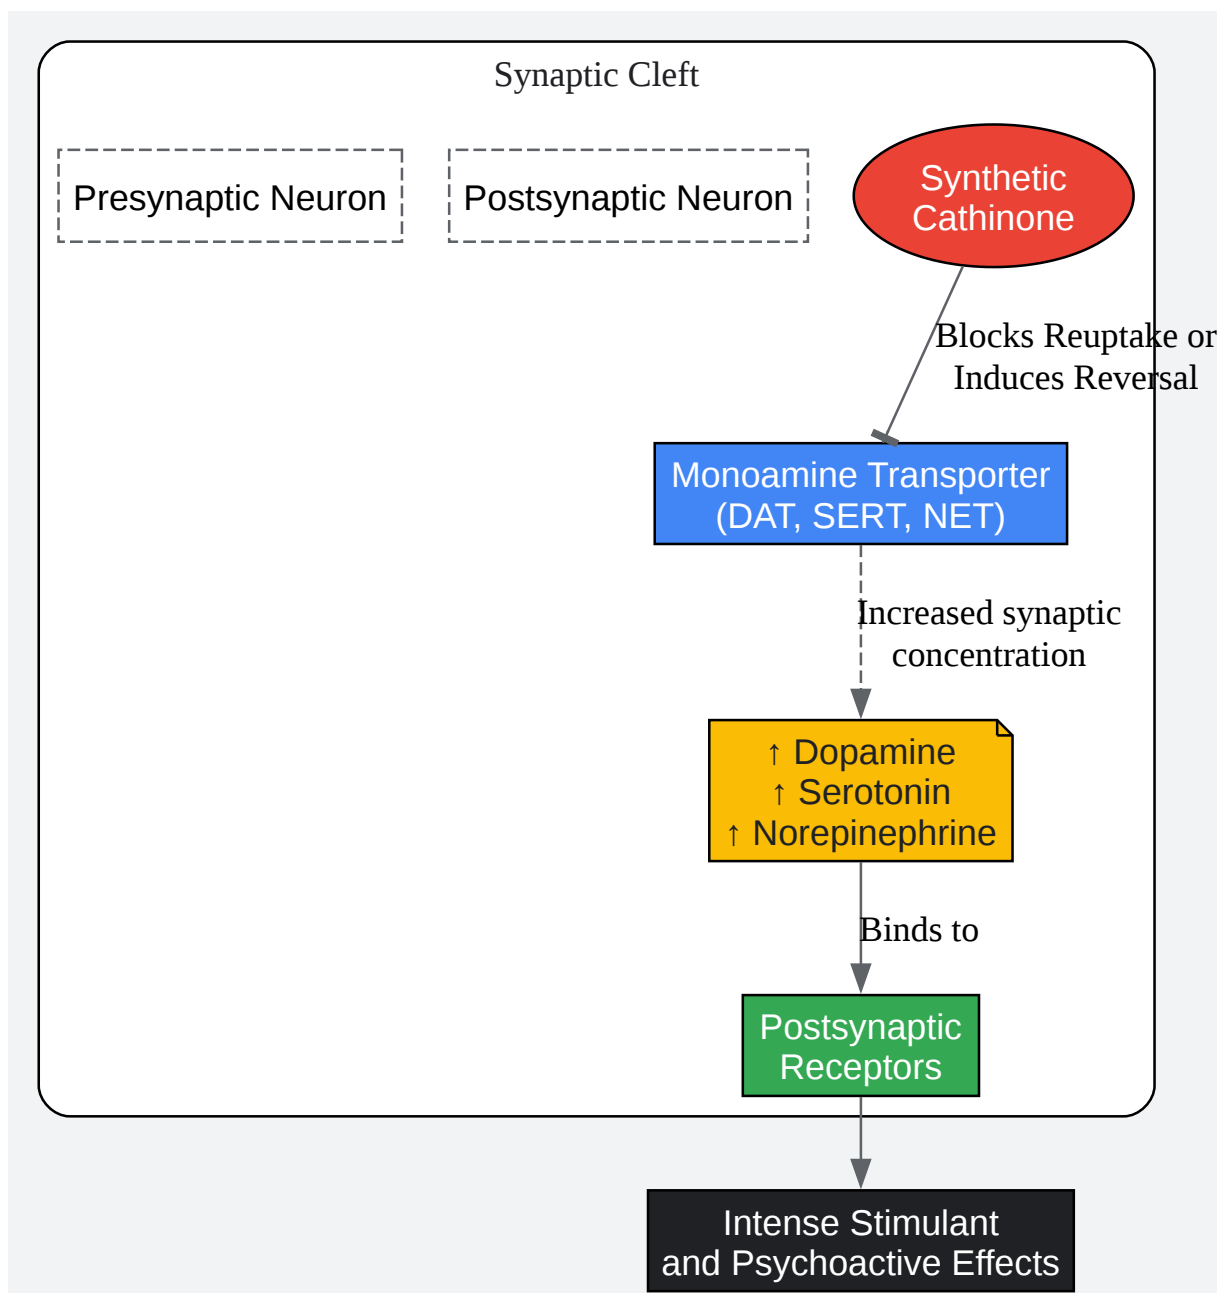 Synaptic Cleft
Presynaptic Neuron
Postsynaptic Neuron
Synthetic
Cathinone
Blocks Reuptake or
Induces Reversal
Monoamine Transporter
(DAT, SERT, NET)
Increased synaptic
concentration
↑ Dopamine
↑ Serotonin
↑ Norepinephrine
Binds to
Postsynaptic
Receptors
Intense Stimulant
and Psychoactive Effects